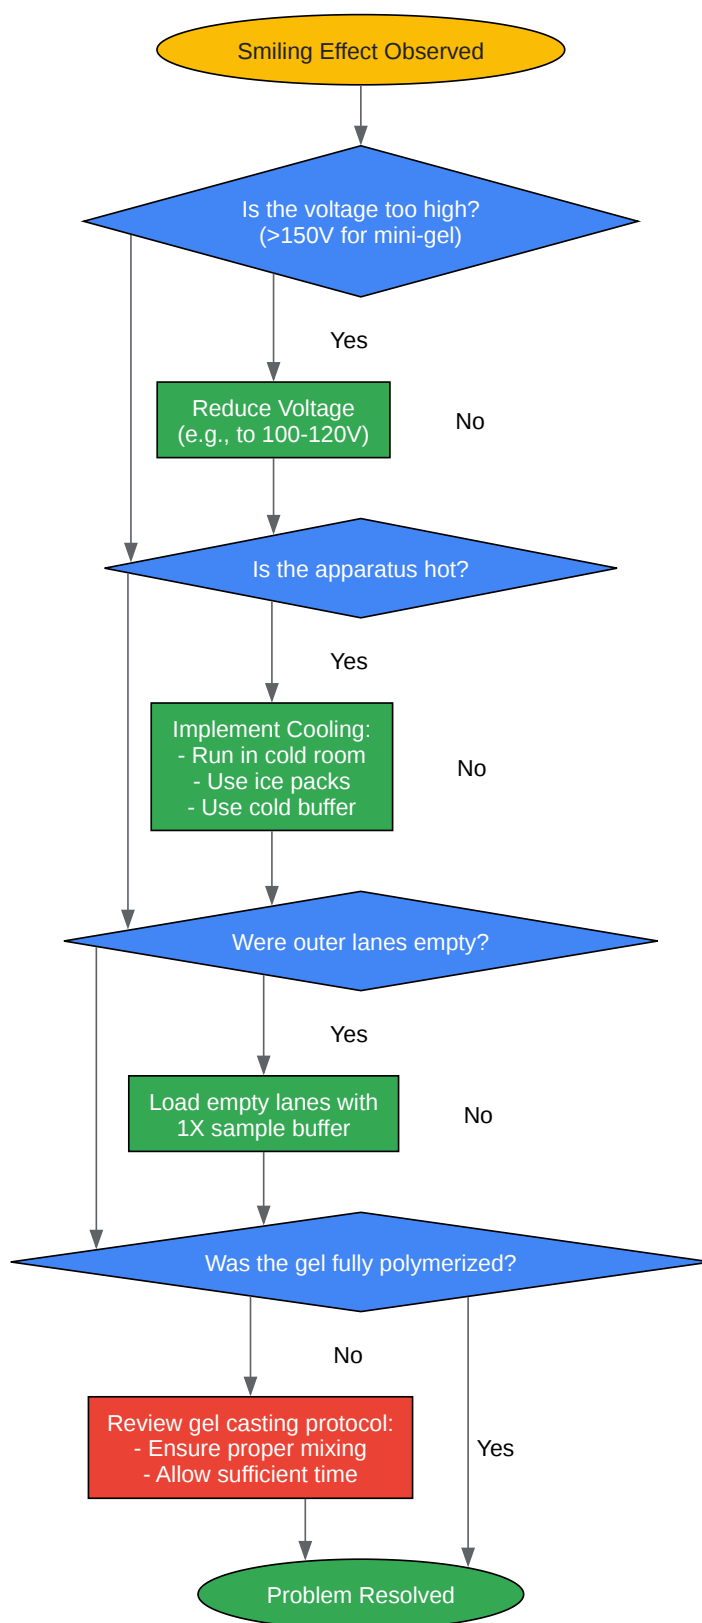 Smiling Effect Observed
Is the voltage too high?
(>150V for mini-gel)
Yes
Reduce Voltage
(e.g., to 100-120V)
No
Is the apparatus hot?
Yes
Implement Cooling:
- Run in cold room
- Use ice packs
- Use cold buffer
No
Were outer lanes empty?
Yes
Load empty lanes with
1X sample buffer
No
Was the gel fully polymerized?
No
Review gel casting protocol:
- Ensure proper mixing
- Allow sufficient time
Yes
Problem Resolved